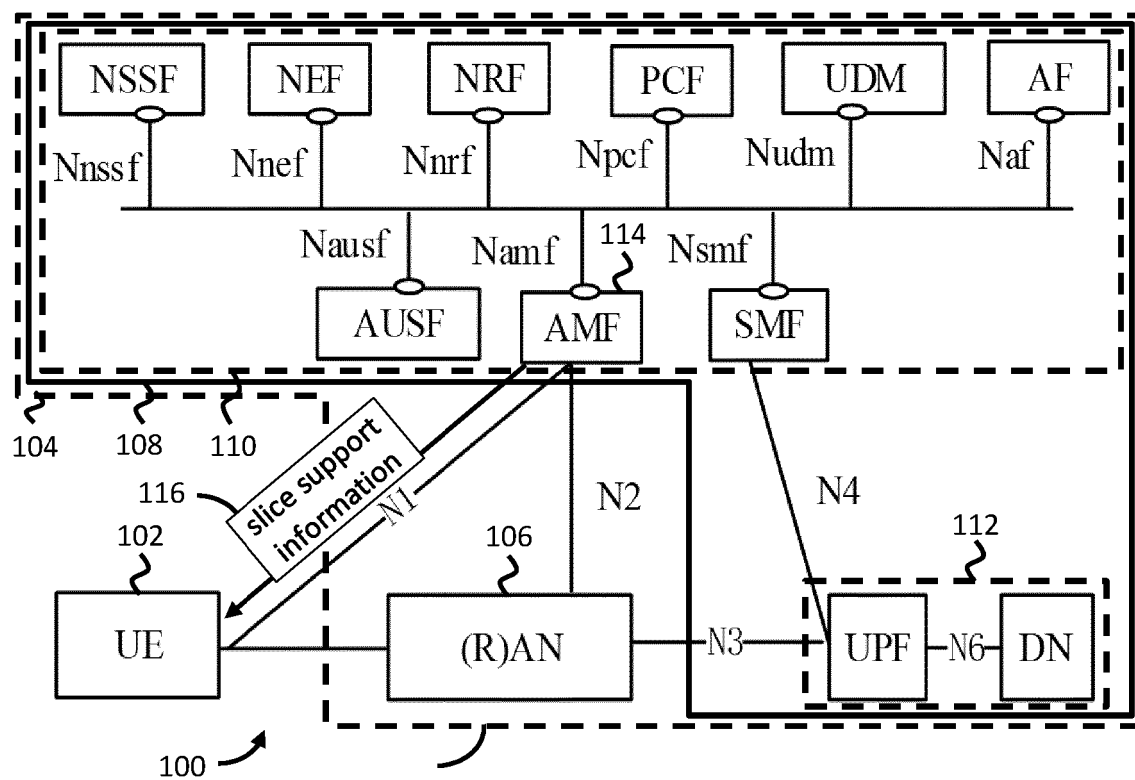 NSSF
NEF
NRF
PCF
UDM
AF
Nnssf
Nnef
Nnrf
Npcf
Nudm
Naf
Nausf
Namf
114
Nsmf
AUSF
AMF
SMF
104
108
110
116
slice support
information
N1
N2
N4
102
106
112
UE
(R)AN
N3
UPF
N6
DN
100